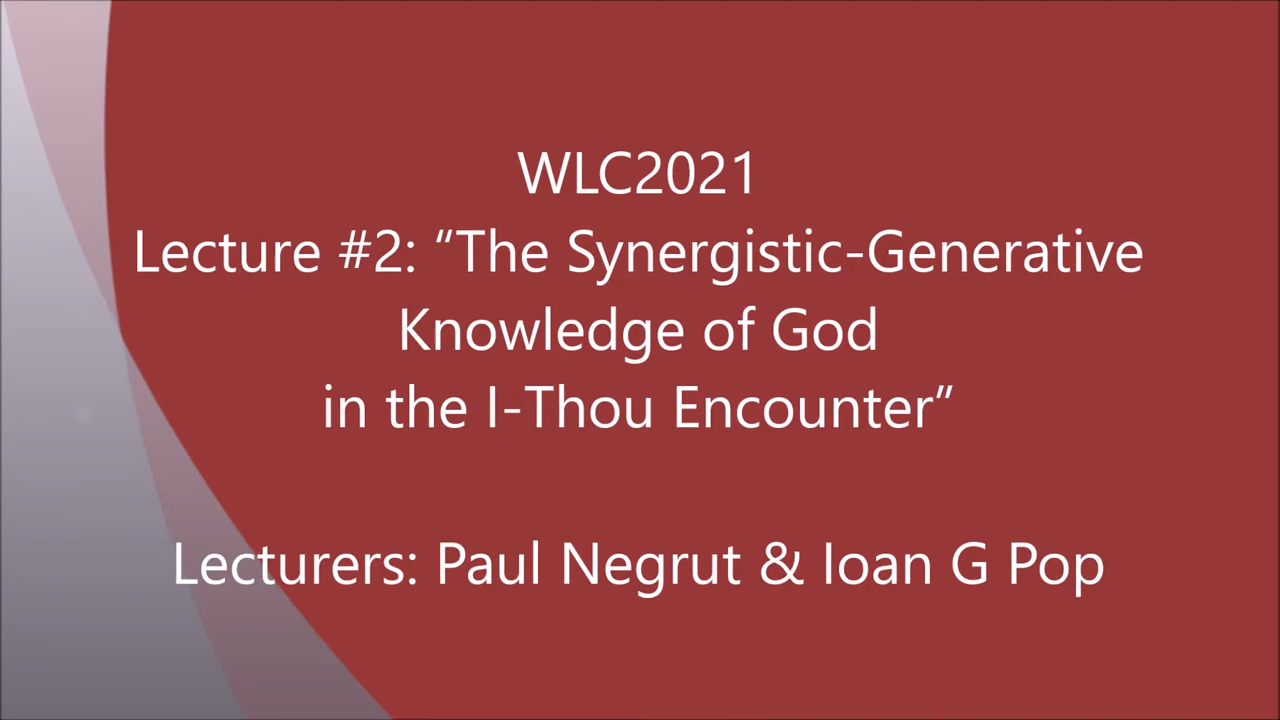 WLC2021
Lecture #2: “The Synergistic-Generative
Knowledge of God
in the I-Thou Encounter”
Lecturers: Paul Negrut & Ioan G Pop